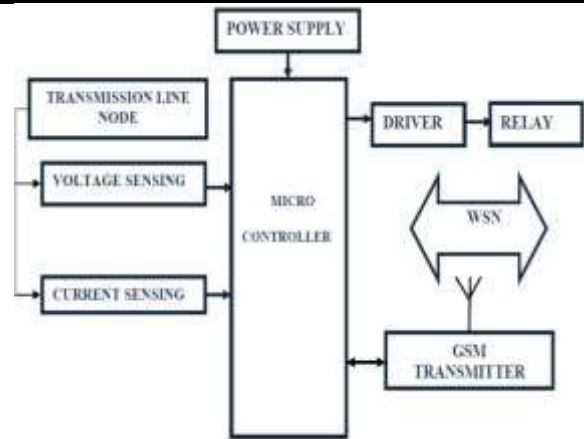 POWER SUPPLY
TRANSMISSION LINE
NODE
VOLTAGE SENSING
CURRENT SENSING
MICRO
CONTROLLER
DRIVER
RELAY
WSN
GSM
TRANSMITTER